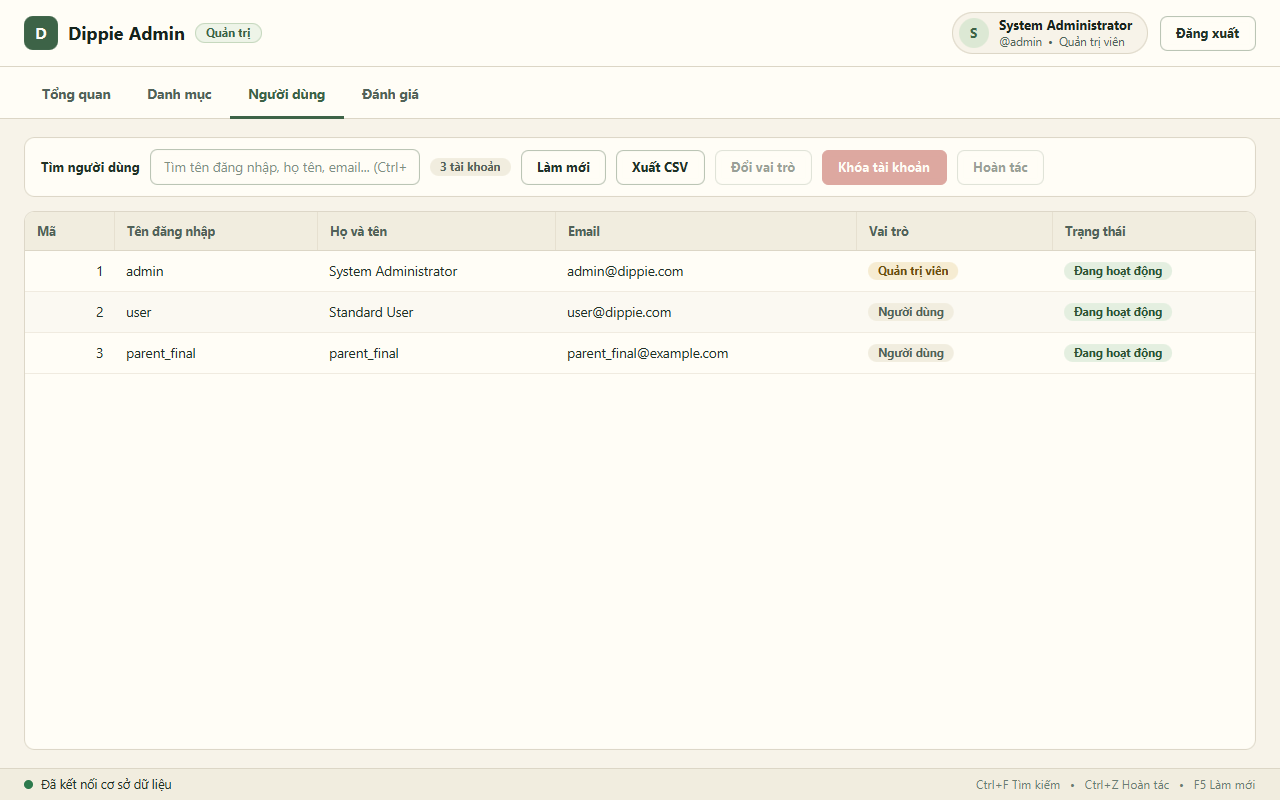 D Dippie Admin Quản trị S System Administrator Đăng xuất
@admin • Quản trị viên
Tổng quan Danh mục Người dùng Đánh giá
Tìm người dùng Tìm tên đăng nhập, họ tên, email... (Ctrl+ 3 tài khoản Làm mới Xuất CSV Đổi vai trò Khóa tài khoản Hoàn tác
Mã Tên đăng nhập Họ và tên Email Vai trò Trạng thái
1 admin System Administrator admin@dippie.com Quản trị viên Đang hoạt động
2 user Standard User user@dippie.com Người dùng Đang hoạt động
3 parent_final parent_final parent_final@example.com Người dùng Đang hoạt động
Đã kết nối cơ sở dữ liệu Ctrl+F Tìm kiếm • Ctrl+Z Hoàn tác • F5 Làm mới